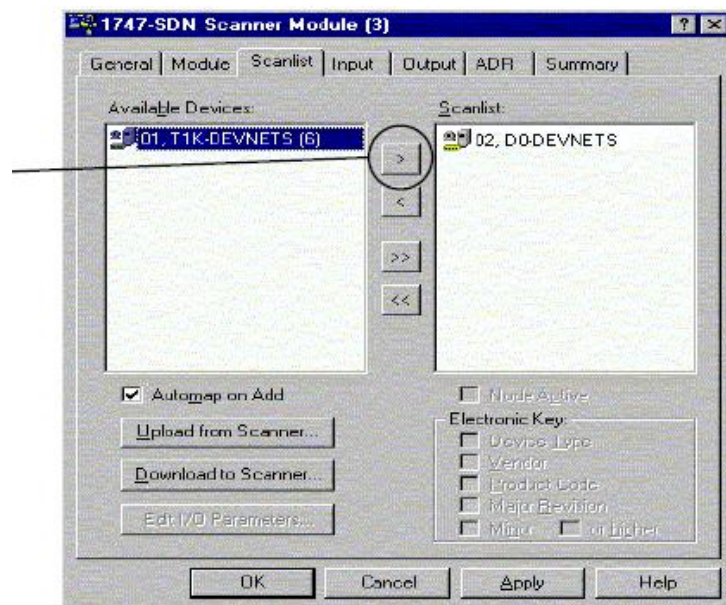 1747-SDN Scanner Module (3)
General Module Scanlist Input Output ADR Summary
Available Devices: Scanlist:
01, T1K-DEVNETS (6) 02, D0-DEVNETS
>
<
>>
<<
Automap on Add Node Active
Upload from Scanner... Electronic Key:
Device Type
Vendor
Download to Scanner... Product Code
Major Revision
Edit I/O Parameters... Minor or higher
OK Cancel Apply Help